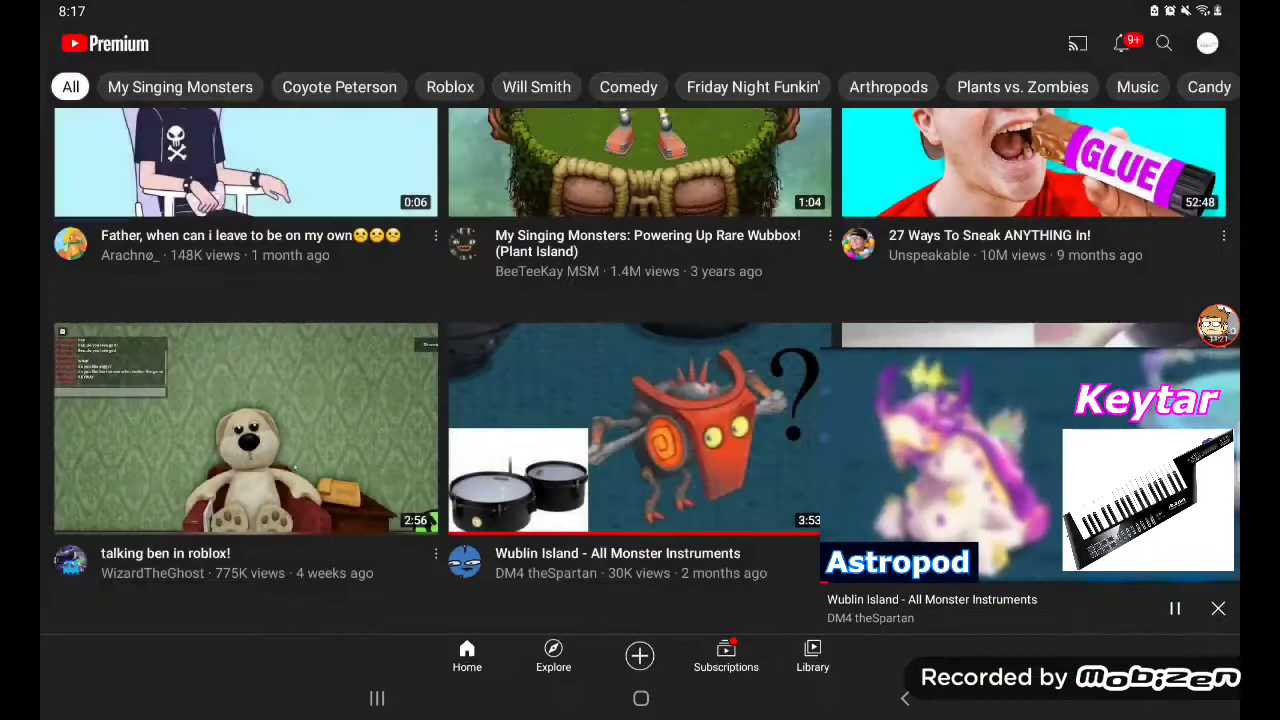 8:17
Premium
9+
All
My Singing Monsters
Coyote Peterson
Roblox
Will Smith
Comedy
Friday Night Funkin'
Arthropods
Plants vs. Zombies
Music
Candy
GLUE
0:06
1:04
52:48
Father, when can i leave to be on my own😕😕😕
Arachnø_ · 148K views · 1 month ago
My Singing Monsters: Powering Up Rare Wubbox!
(Plant Island)
BeeTeeKay MSM · 1.4M views · 3 years ago
27 Ways To Sneak ANYTHING In!
Unspeakable · 10M views · 9 months ago
?
Keytar
2:56
3:53
Astropod
talking ben in roblox!
WizardTheGhost · 775K views · 4 weeks ago
Wublin Island - All Monster Instruments
DM4 theSpartan · 30K views · 2 months ago
Wublin Island - All Monster Instruments
DM4 theSpartan
Home
Explore
Subscriptions
Library
Recorded by Mobizen